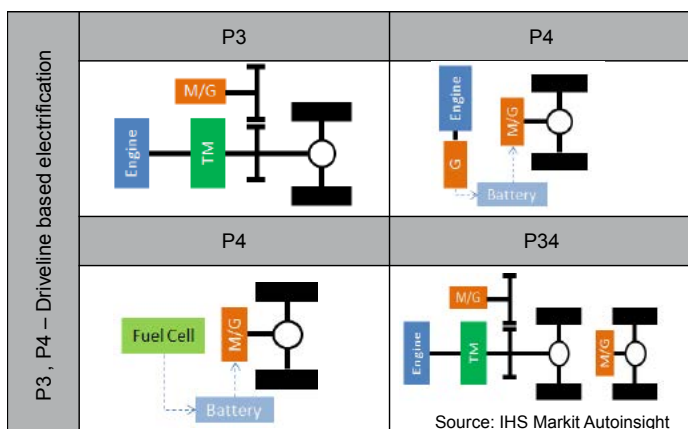 P3 , P4 – Driveline based electrification
P3
P4
M/G
Engine
TM
Engine
G
M/G
Battery
P4
P34
Fuel Cell
M/G
Battery
M/G
Engine
TM
M/G
Source: IHS Markit Autoinsight